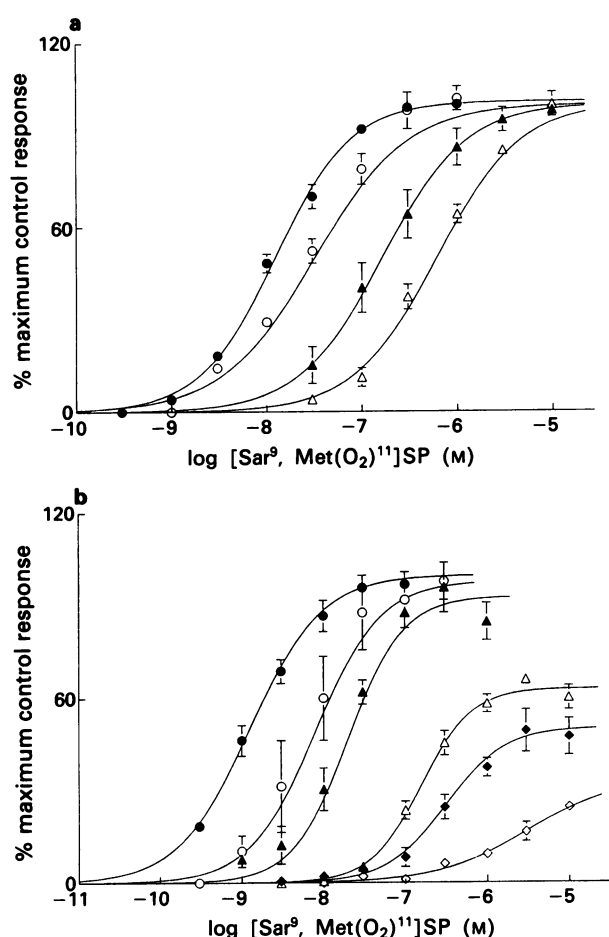 a
120
60
0
% maximum control response
−10 −9 −8 −7 −6 −5
log [Sar⁹, Met(O₂)¹¹]SP (M)
b
120
60
0
% maximum control response
−11 −10 −9 −8 −7 −6 −5
log [Sar⁹, Met(O₂)¹¹]SP (M)